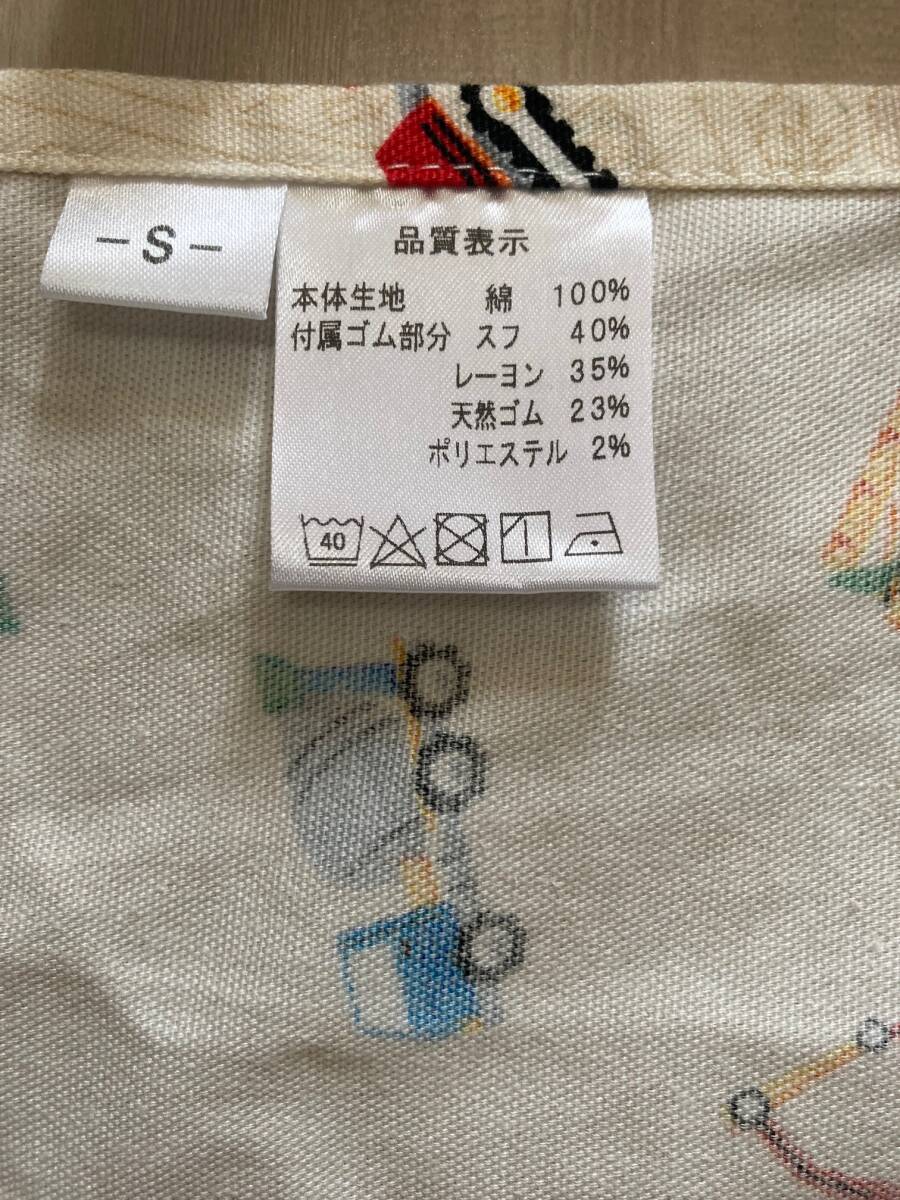 -S-
品質表示
本体生地 綿 100%
付属ゴム部分 スフ 40%
レーヨン 35%
天然ゴム 23%
ポリエステル 2%
40